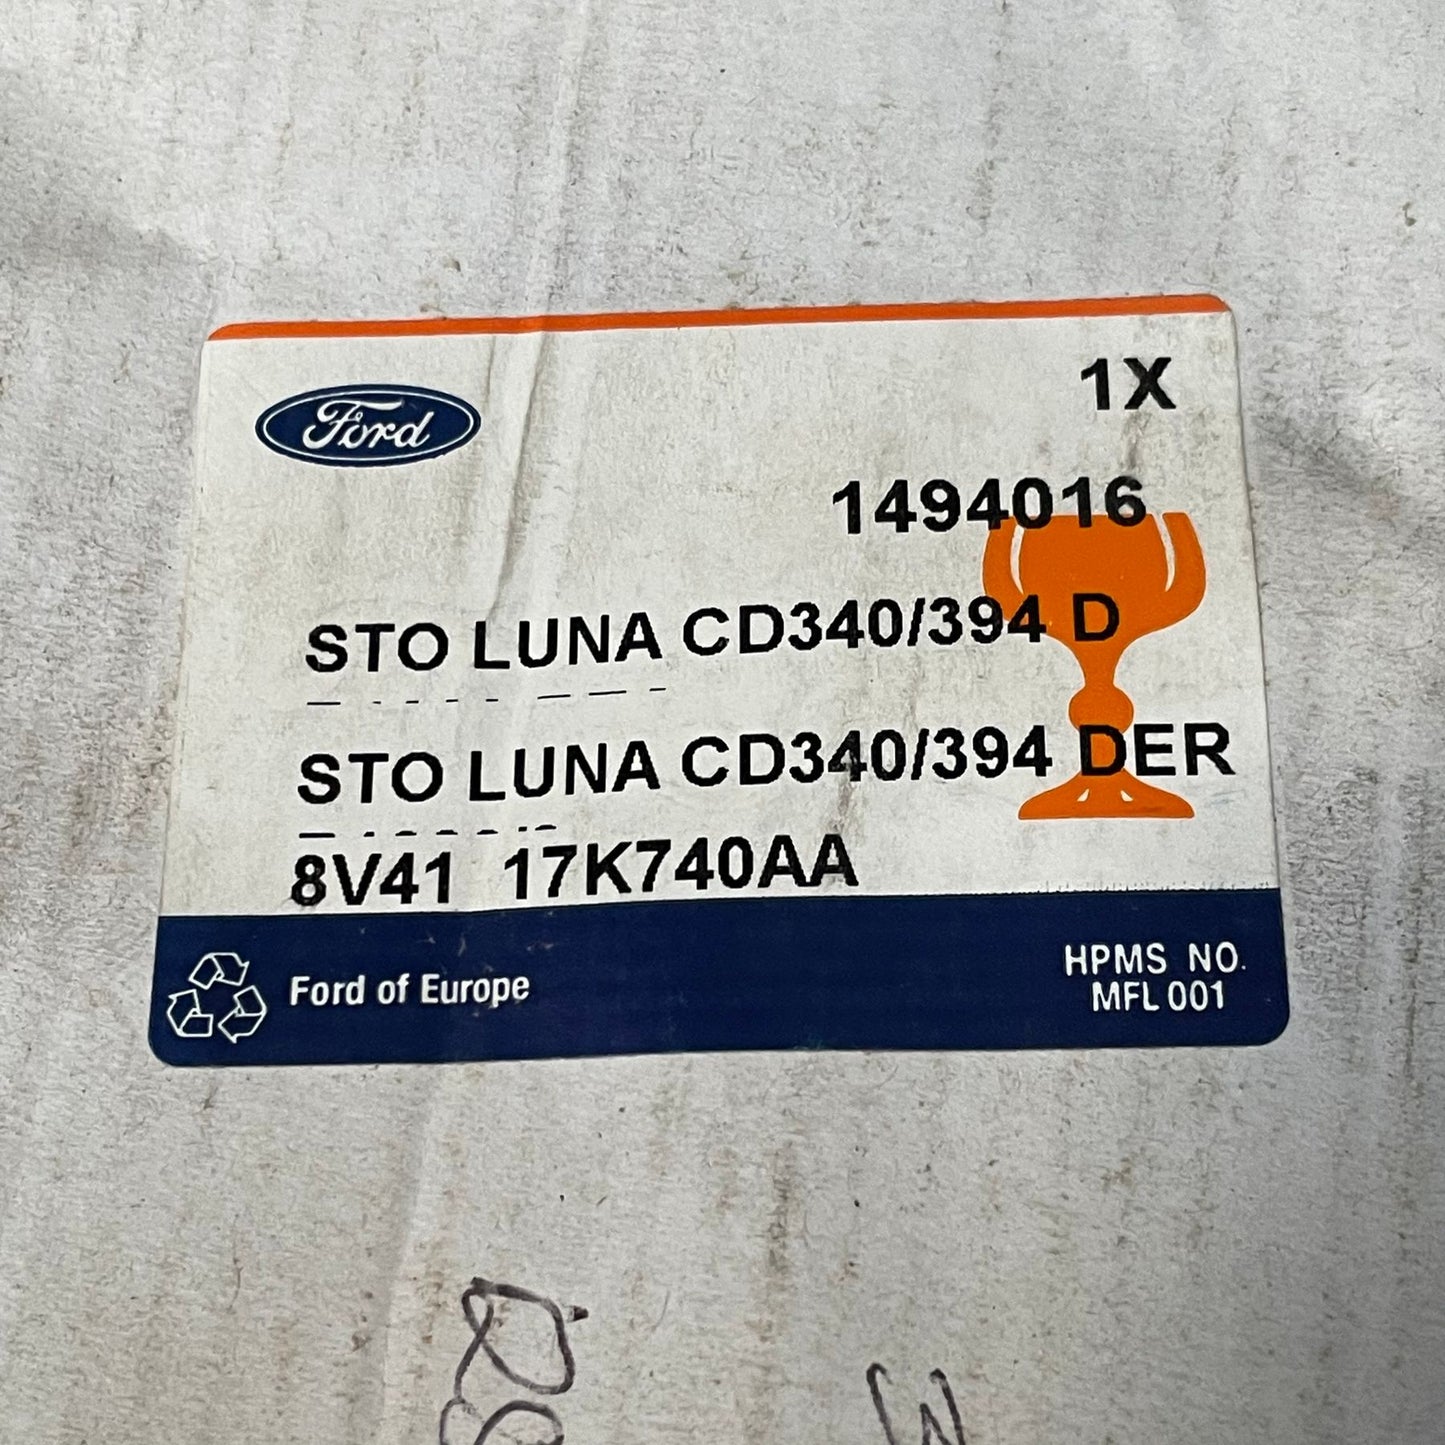 Ford
1X
1494016
STO LUNA CD340/394 D
STO LUNA CD340/394 DER
8V41 17K740AA
Ford of Europe
HPMS NO.
MFL 001